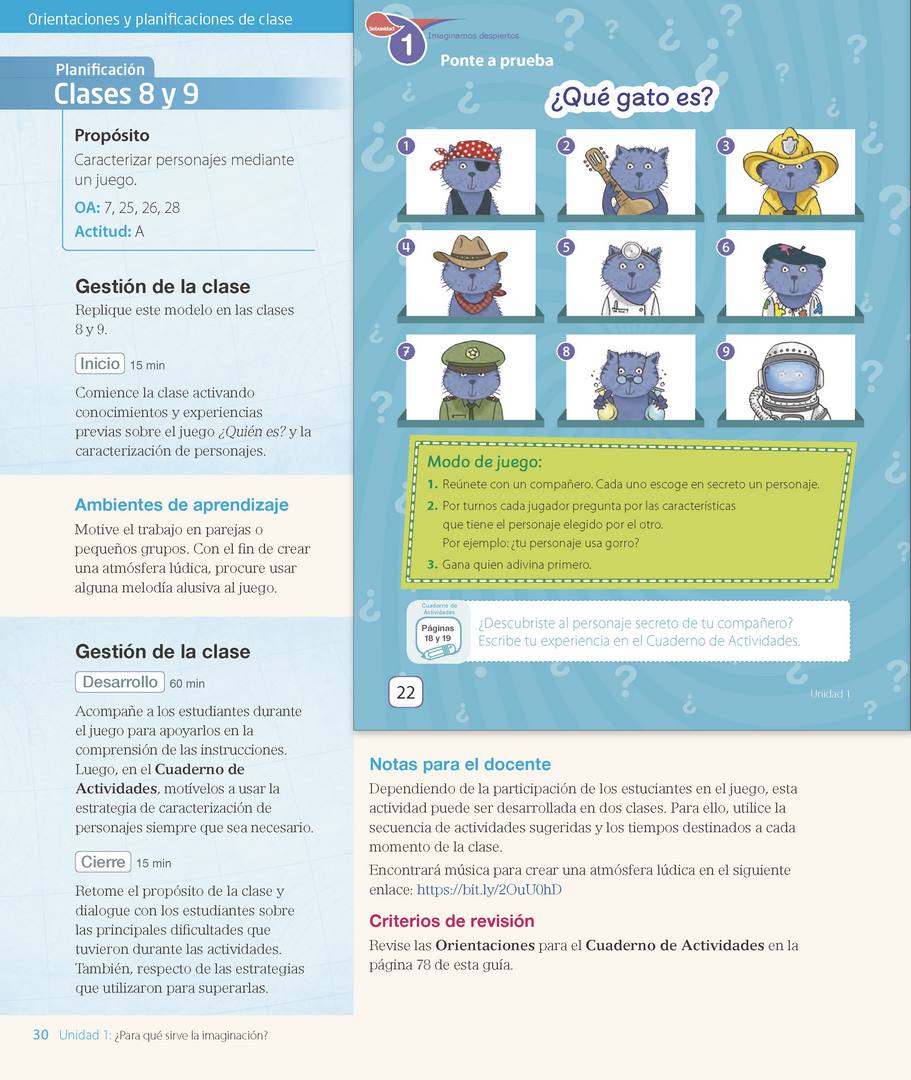 Orientaciones y planificaciones de clase
Planificación
Clases 8 y 9
Propósito
Caracterizar personajes mediante
un juego.
OA: 7, 25, 26, 28
Actitud: A
Gestión de la clase
Replique este modelo en las clases
8 y 9.
Inicio 15 min
Comience la clase activando
conocimientos y experiencias
previas sobre el juego ¿Quién es? y la
caracterización de personajes.
Ambientes de aprendizaje
Motive el trabajo en parejas o
pequeños grupos. Con el fin de crear
una atmósfera lúdica, procure usar
alguna melodía alusiva al juego.
Gestión de la clase
Desarrollo 60 min
Acompañe a los estudiantes durante
el juego para apoyarlos en la
comprensión de las instrucciones.
Luego, en el Cuaderno de
Actividades, motívelos a usar la
estrategia de caracterización de
personajes siempre que sea necesario.
Cierre 15 min
Retome el propósito de la clase y
dialogue con los estudiantes sobre
las principales dificultades que
tuvieron durante las actividades.
También, respecto de las estrategias
que utilizaron para superarlas.
Subunidad
1
Imaginamos despiertos
Ponte a prueba
¿Qué gato es?
1
2
3
4
5
6
7
8
9
Modo de juego:
1. Reúnete con un compañero. Cada uno escoge en secreto un personaje.
2. Por turnos cada jugador pregunta por las características
que tiene el personaje elegido por el otro.
Por ejemplo: ¿tu personaje usa gorro?
3. Gana quien adivina primero.
Cuaderno de
Actividades
Páginas
18 y 19
¿Descubriste al personaje secreto de tu compañero?
Escribe tu experiencia en el Cuaderno de Actividades.
22
Unidad 1
Notas para el docente
Dependiendo de la participación de los estuciantes en el juego, esta
actividad puede ser desarrollada en dos clases. Para ello, utilice la
secuencia de actividades sugeridas y los tiempos destinados a cada
momento de la clase.
Encontrará música para crear una atmósfera lúdica en el siguiente
enlace: https://bit.ly/2OuU0hD
Criterios de revisión
Revise las Orientaciones para el Cuaderno de Actividades en la
página 78 de esta guía.
30 Unidad 1: ¿Para qué sirve la imaginación?